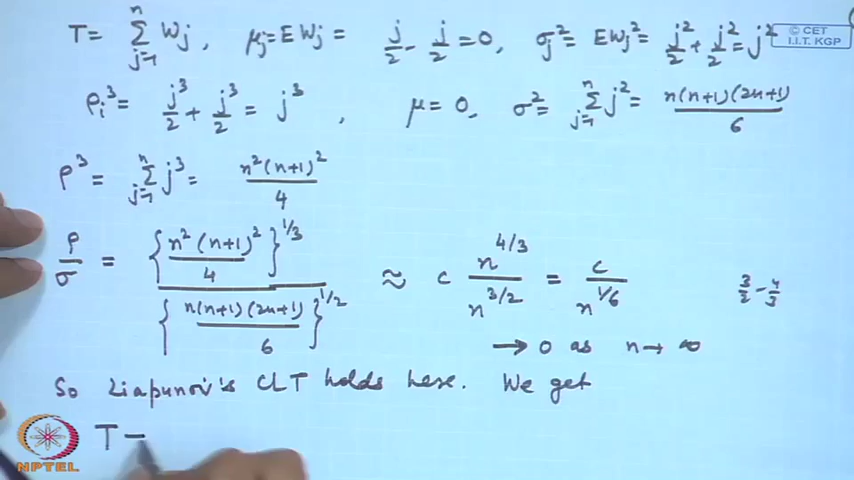 T = \sum_{j=1}^{n} W_j , μ_j = E W_j = j/2 - j/2 = 0 , σ_j^2 = E W_j^2 = j^2/2 + j^2/2 = j^2
© CET
I.I.T. KGP
ρ_i^3 = j^3/2 + j^3/2 = j^3 , μ = 0 , σ^2 = \sum_{j=1}^{n} j^2 = n(n+1)(2n+1)/6
ρ^3 = \sum_{j=1}^{n} j^3 = n^2(n+1)^2/4
ρ/σ = {n^2(n+1)^2/4}^{1/3} / {n(n+1)(2n+1)/6}^{1/2} ≈ c n^{4/3}/n^{3/2} = c/n^{1/6} 3/2 - 4/3
→ 0 as n → ∞
So Liapunov's CLT holds here. We get
T -
NPTEL